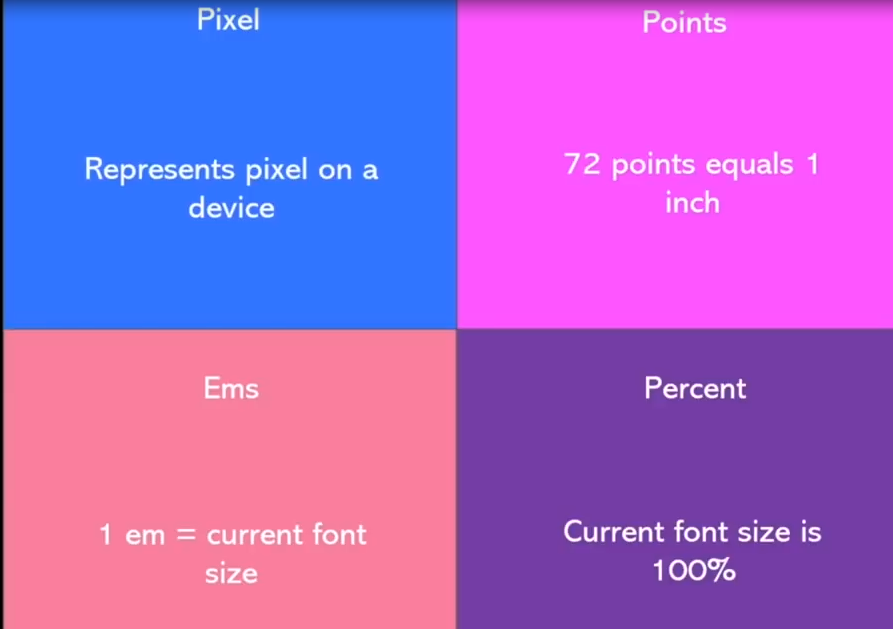 Pixel
Represents pixel on a
device
Points
72 points equals 1
inch
Ems
1 em = current font
size
Percent
Current font size is
100%